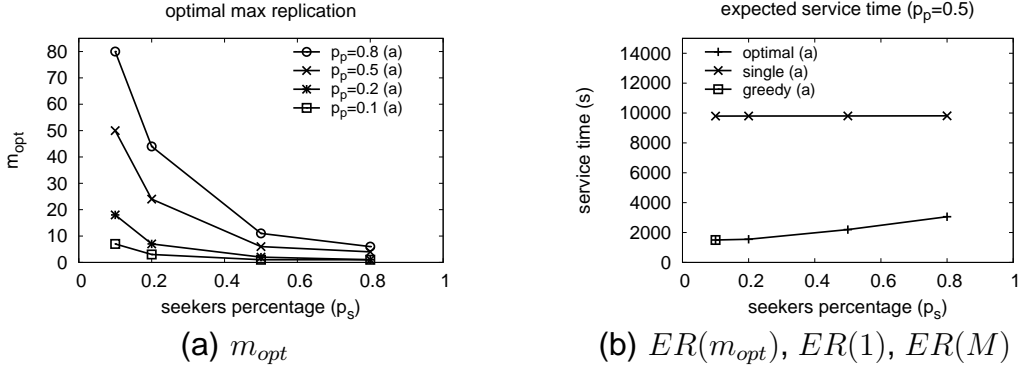 optimal max replication
80
70
60
50
40
30
20
10
0
m_opt
p_p=0.8 (a)
p_p=0.5 (a)
p_p=0.2 (a)
p_p=0.1 (a)
0 0.2 0.4 0.6 0.8 1
seekers percentage (p_s)
(a) m_opt
expected service time (p_p=0.5)
14000
12000
10000
8000
6000
4000
2000
0
service time (s)
optimal (a)
single (a)
greedy (a)
0 0.2 0.4 0.6 0.8 1
seekers percentage (p_s)
(b) ER(m_opt), ER(1), ER(M)